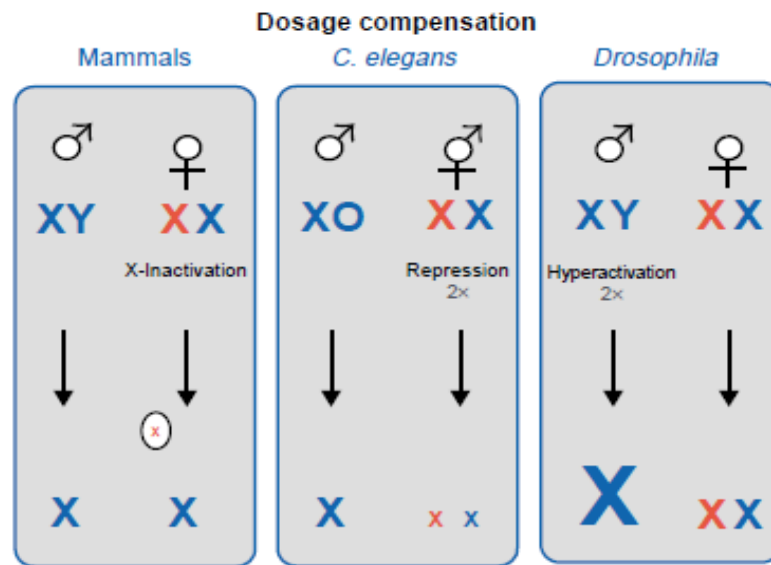 Dosage compensation
Mammals
C. elegans
Drosophila
XY
XX
XO
XX
XY
XX
X-Inactivation
Repression
2×
Hyperactivation
2×
x
X
X
X
x x
X
XX